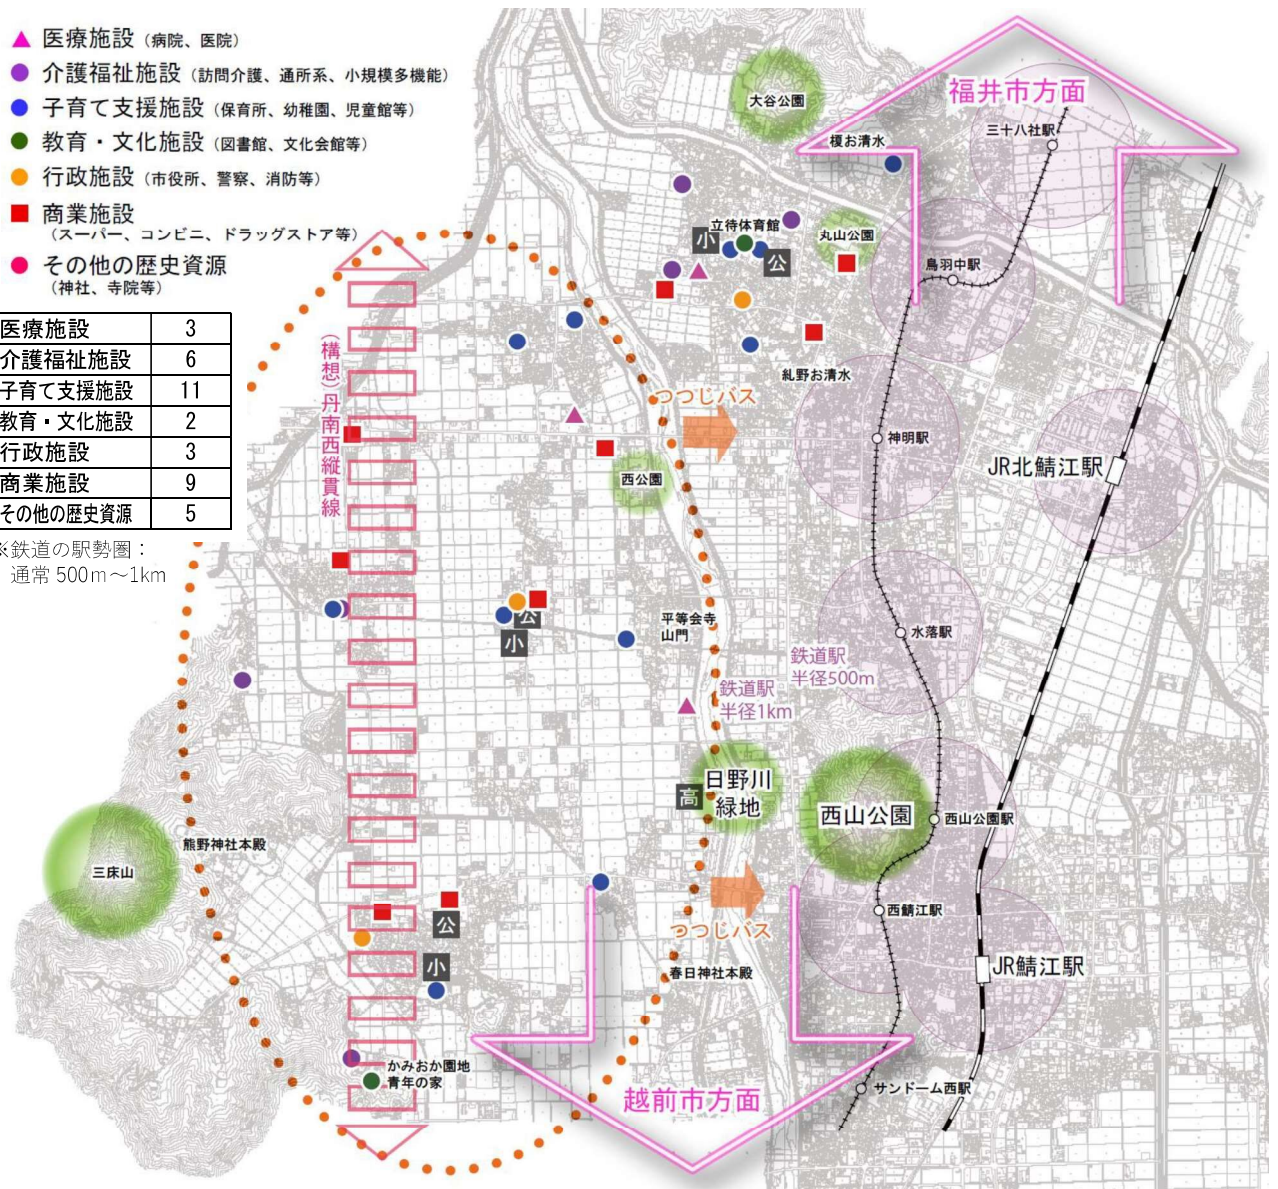 医療施設（病院、医院）
介護福祉施設（訪問介護、通所系、小規模多機能）
子育て支援施設（保育所、幼稚園、児童館等）
教育・文化施設（図書館、文化会館等）
行政施設（市役所、警察、消防等）
商業施設
（スーパー、コンビニ、ドラッグストア等）
その他の歴史資源
（神社、寺院等）
医療施設 3
介護福祉施設 6
子育て支援施設 11
教育・文化施設 2
行政施設 3
商業施設 9
その他の歴史資源 5
※鉄道の駅勢圏：
通常500m～1km
福井市方面
大谷公園
三十八社駅
榎お清水
立待体育館
小
公
丸山公園
鳥羽中駅
（構想）丹南西縦貫線
糺野お清水
つつじバス
神明駅
JR北鯖江駅
西公園
公
小
平等会寺
山門
水落駅
鉄道駅
半径500m
鉄道駅
半径1km
日野川
緑地
高
西山公園
西山公園駅
熊野神社本殿
三床山
公
小
西鯖江駅
つつじバス
春日神社本殿
JR鯖江駅
かみおか園地
青年の家
越前市方面
サンドーム西駅